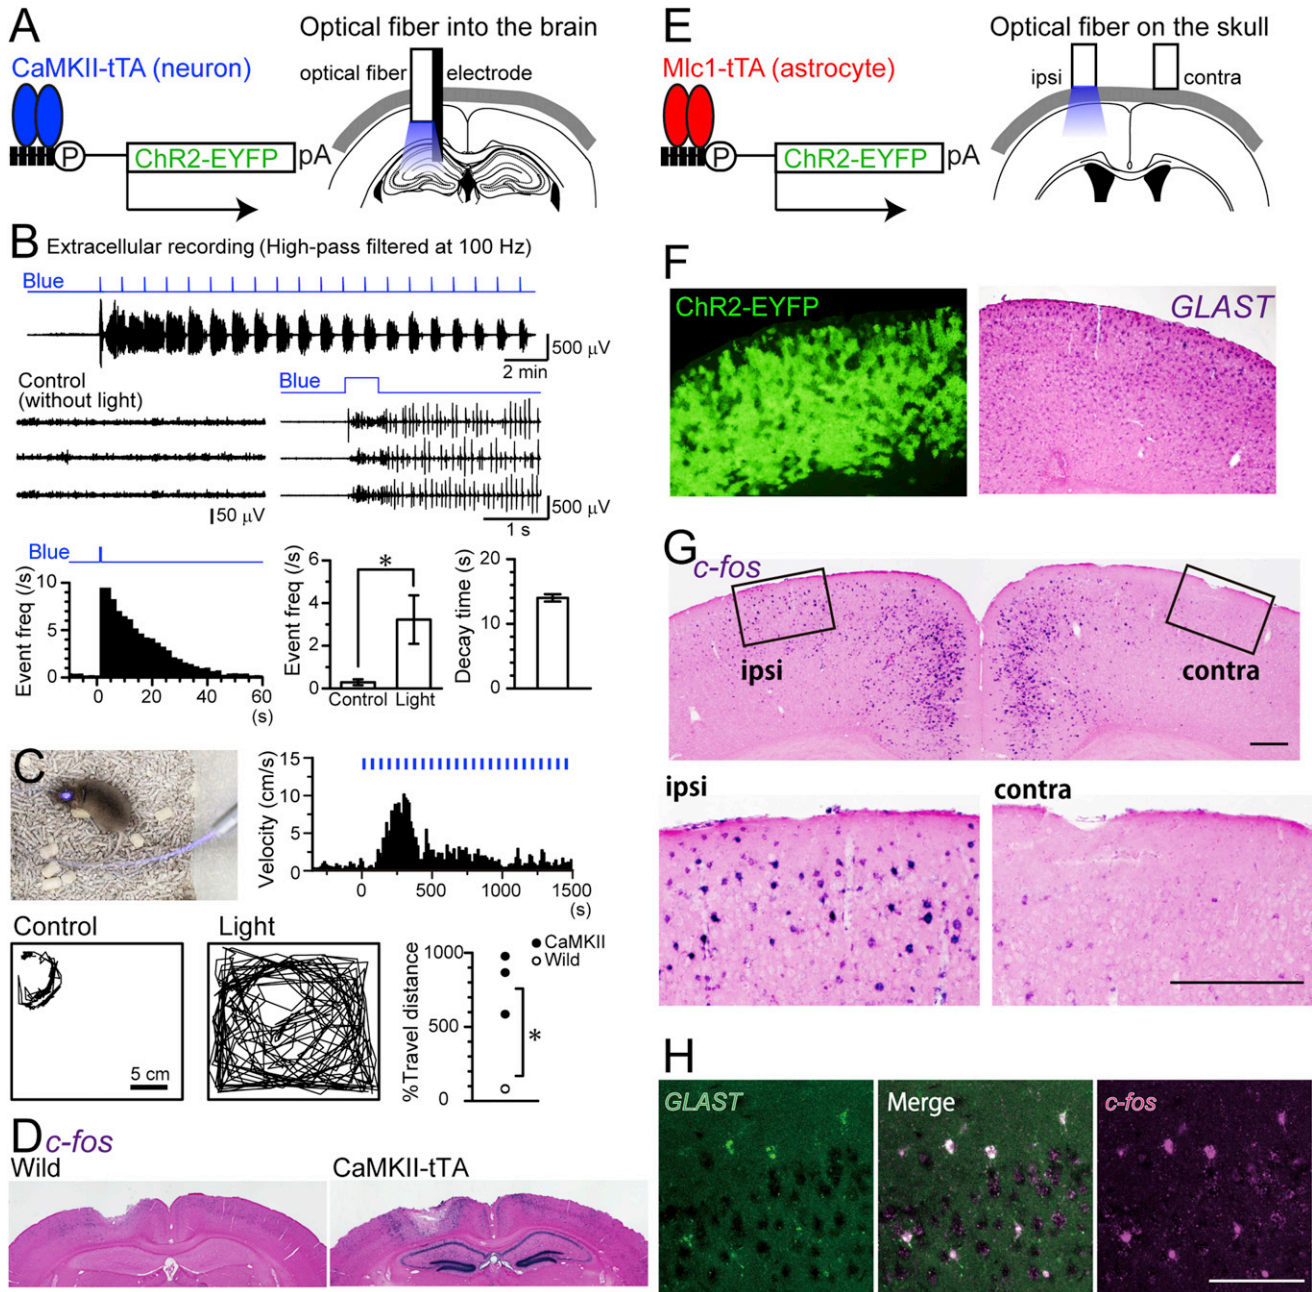 A
Optical fiber into the brain
CaMKII-tTA (neuron)
optical fiber
electrode
P
ChR2-EYFP
pA
B
Extracellular recording (High-pass filtered at 100 Hz)
Blue
500 µV
2 min
Control
(without light)
Blue
50 µV
500 µV
1 s
Blue
Event freq (/s)
10
5
0
0
20
40
60
(s)
Event freq (/s)
6
4
2
0
*
Control
Light
Decay time (s)
20
10
0
C
Velocity (cm/s)
15
10
5
0
0
500
1000
1500
(s)
Control
5 cm
Light
%Travel distance
1000
500
0
CaMKII
Wild
*
D
c-fos
Wild
CaMKII-tTA
E
Optical fiber on the skull
Mlc1-tTA (astrocyte)
ipsi
contra
P
ChR2-EYFP
pA
F
ChR2-EYFP
GLAST
G
c-fos
ipsi
contra
ipsi
contra
H
GLAST
Merge
c-fos